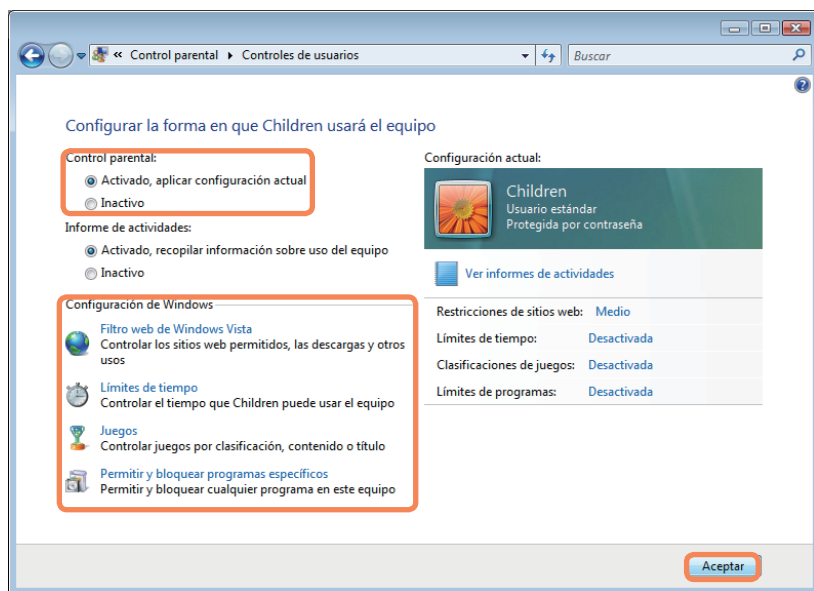 « Control parental ▸ Controles de usuarios
Buscar
Configurar la forma en que Children usará el equipo
Control parental:
Activado, aplicar configuración actual
Inactivo
Informe de actividades:
Activado, recopilar información sobre uso del equipo
Inactivo
Configuración de Windows
Filtro web de Windows Vista
Controlar los sitios web permitidos, las descargas y otros
usos
Límites de tiempo
Controlar el tiempo que Children puede usar el equipo
Juegos
Controlar juegos por clasificación, contenido o título
Permitir y bloquear programas específicos
Permitir y bloquear cualquier programa en este equipo
Configuración actual:
Children
Usuario estándar
Protegida por contraseña
Ver informes de actividades
Restricciones de sitios web: Medio
Límites de tiempo: Desactivada
Clasificaciones de juegos: Desactivada
Límites de programas: Desactivada
Aceptar